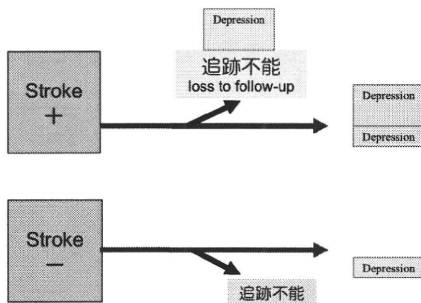 Depression
追跡不能
loss to follow-up
Stroke
+
Depression
Depression
Stroke
−
Depression
追跡不能